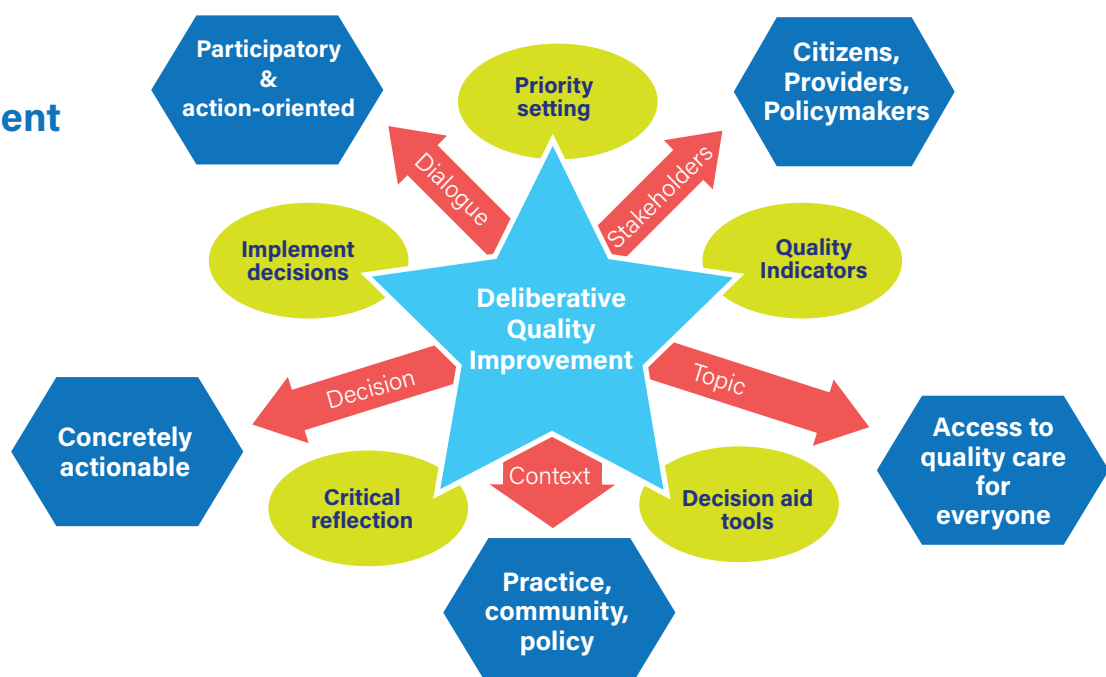 ent
Participatory
&
action-oriented
Priority
setting
Citizens,
Providers,
Policymakers
Dialogue
Stakeholders
Implement
decisions
Quality
Indicators
Deliberative
Quality
Improvement
Decision
Topic
Concretely
actionable
Access to
quality care
for
everyone
Critical
reflection
Context
Decision aid
tools
Practice,
community,
policy